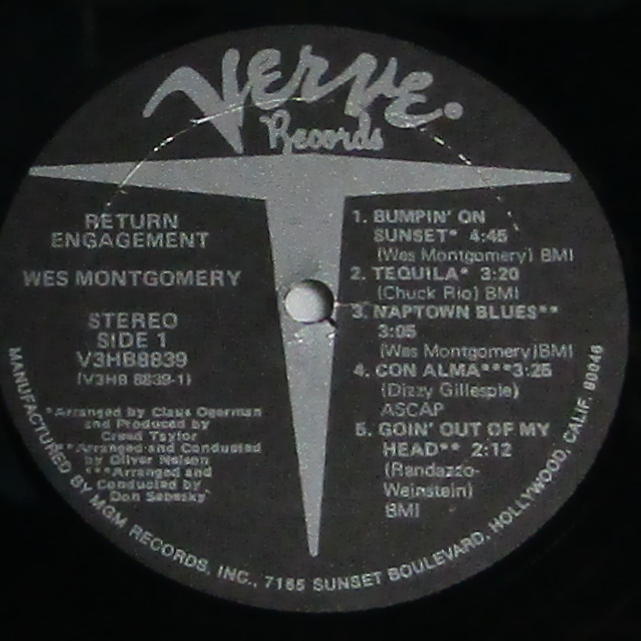 Verve
Records
RETURN
ENGAGEMENT
WES MONTGOMERY
STEREO
SIDE 1
V3HB8839
(V3HB 8839-1)
*Arranged by Claus Ogerman
and Produced by
Creed Taylor
**Arranged and Conducted
by Oliver Nelson
***Arranged and
Conducted by
Don Sebesky
1. BUMPIN' ON
SUNSET* 4:45
(Wes Montgomery) BMI
2. TEQUILA* 3:20
(Chuck Rio) BMI
3. NAPTOWN BLUES**
3:05
(Wes Montgomery)BMI
4. CON ALMA***3:25
(Dizzy Gillespie)
ASCAP
5. GOIN' OUT OF MY
HEAD** 2:12
(Randazzo-
Weinstein)
BMI
MANUFACTURED BY MGM RECORDS, INC., 7165 SUNSET BOULEVARD, HOLLYWOOD, CALIF. 90046